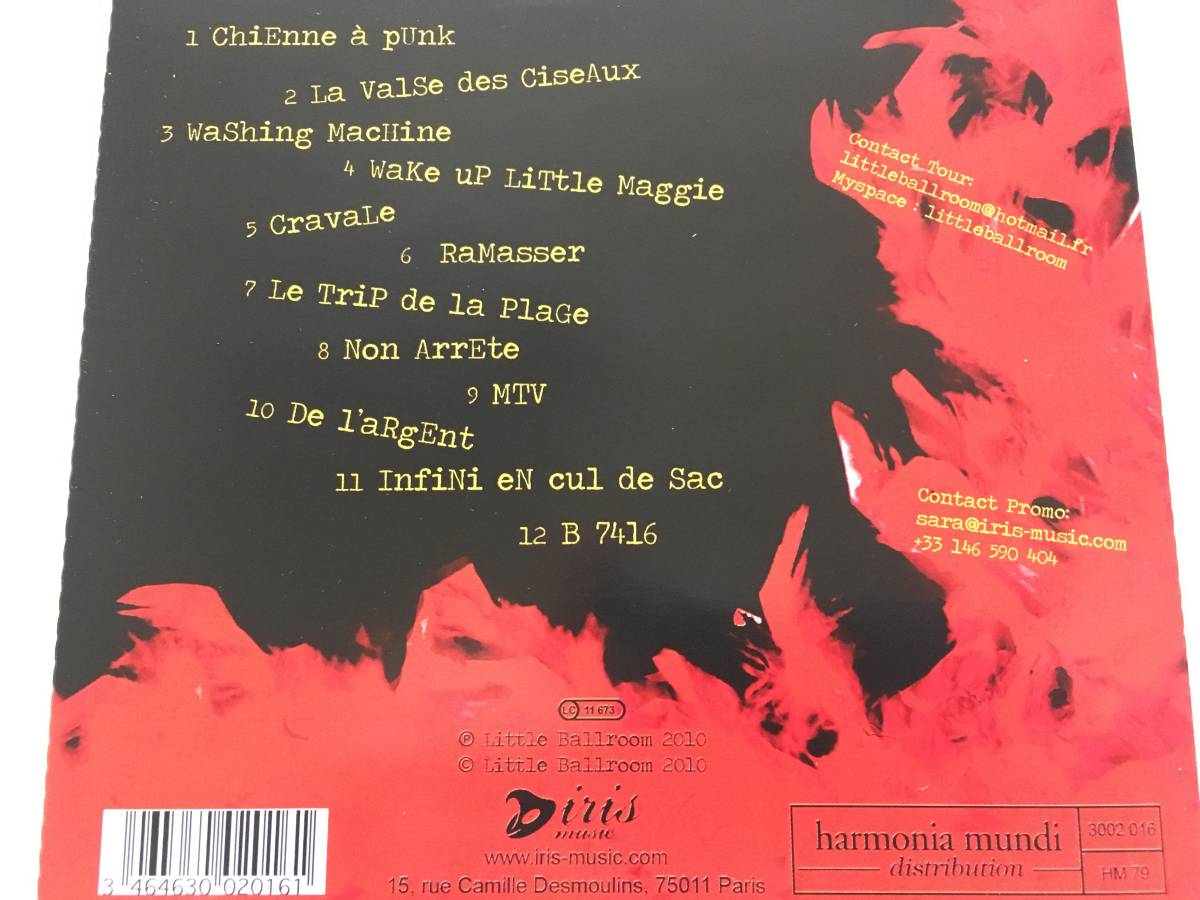 1 ChiEnne à pUnk
2 La ValSe des CiseAux
3 WaShing MacHine
4 WaKe uP LiTtle Maggie
5 CravaLe
6 RaMasser
7 Le TriP de la PlaGe
8 Non ArrEte
9 MTV
10 De l'aRgEnt
11 InfiNi eN cul de Sac
12 B 7416
Contact Tour:
littleballroom@hotmail.fr
Myspace : littleballroom
Contact Promo:
sara@iris-music.com
+33 146 590 404
LC 11 673
℗ Little Ballroom 2010
© Little Ballroom 2010
iris
music
www.iris-music.com
15, rue Camille Desmoulins, 75011 Paris
3 464630 020161
harmonia mundi
distribution
3002 016
HM 79